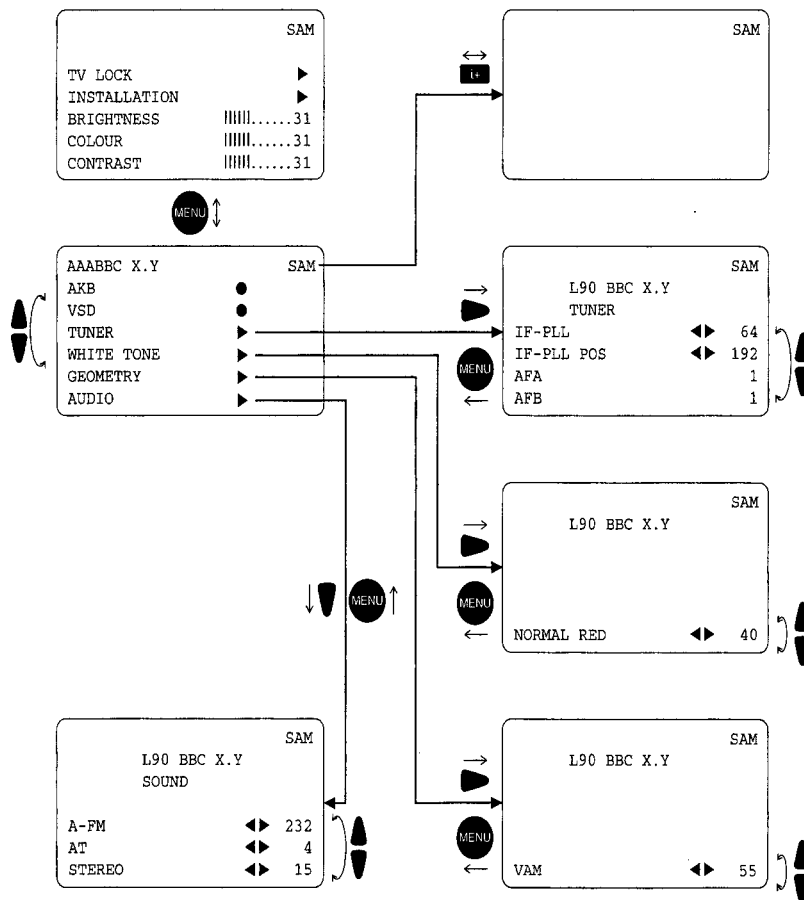 SAM
TV LOCK ▶
INSTALLATION ▶
BRIGHTNESS ||||||......31
COLOUR ||||||......31
CONTRAST ||||||......31
i+
SAM
MENU
AAABBC X.Y SAM
AKB ●
VSD ●
TUNER ▶
WHITE TONE ▶
GEOMETRY ▶
AUDIO ▶
SAM
L90 BBC X.Y
TUNER
IF-PLL ◀▶ 64
IF-PLL POS ◀▶ 192
AFA 1
AFB 1
MENU
SAM
L90 BBC X.Y
NORMAL RED ◀▶ 40
MENU
MENU
SAM
L90 BBC X.Y
SOUND
A-FM ◀▶ 232
AT ◀▶ 4
STEREO ◀▶ 15
SAM
L90 BBC X.Y
VAM ◀▶ 55
MENU